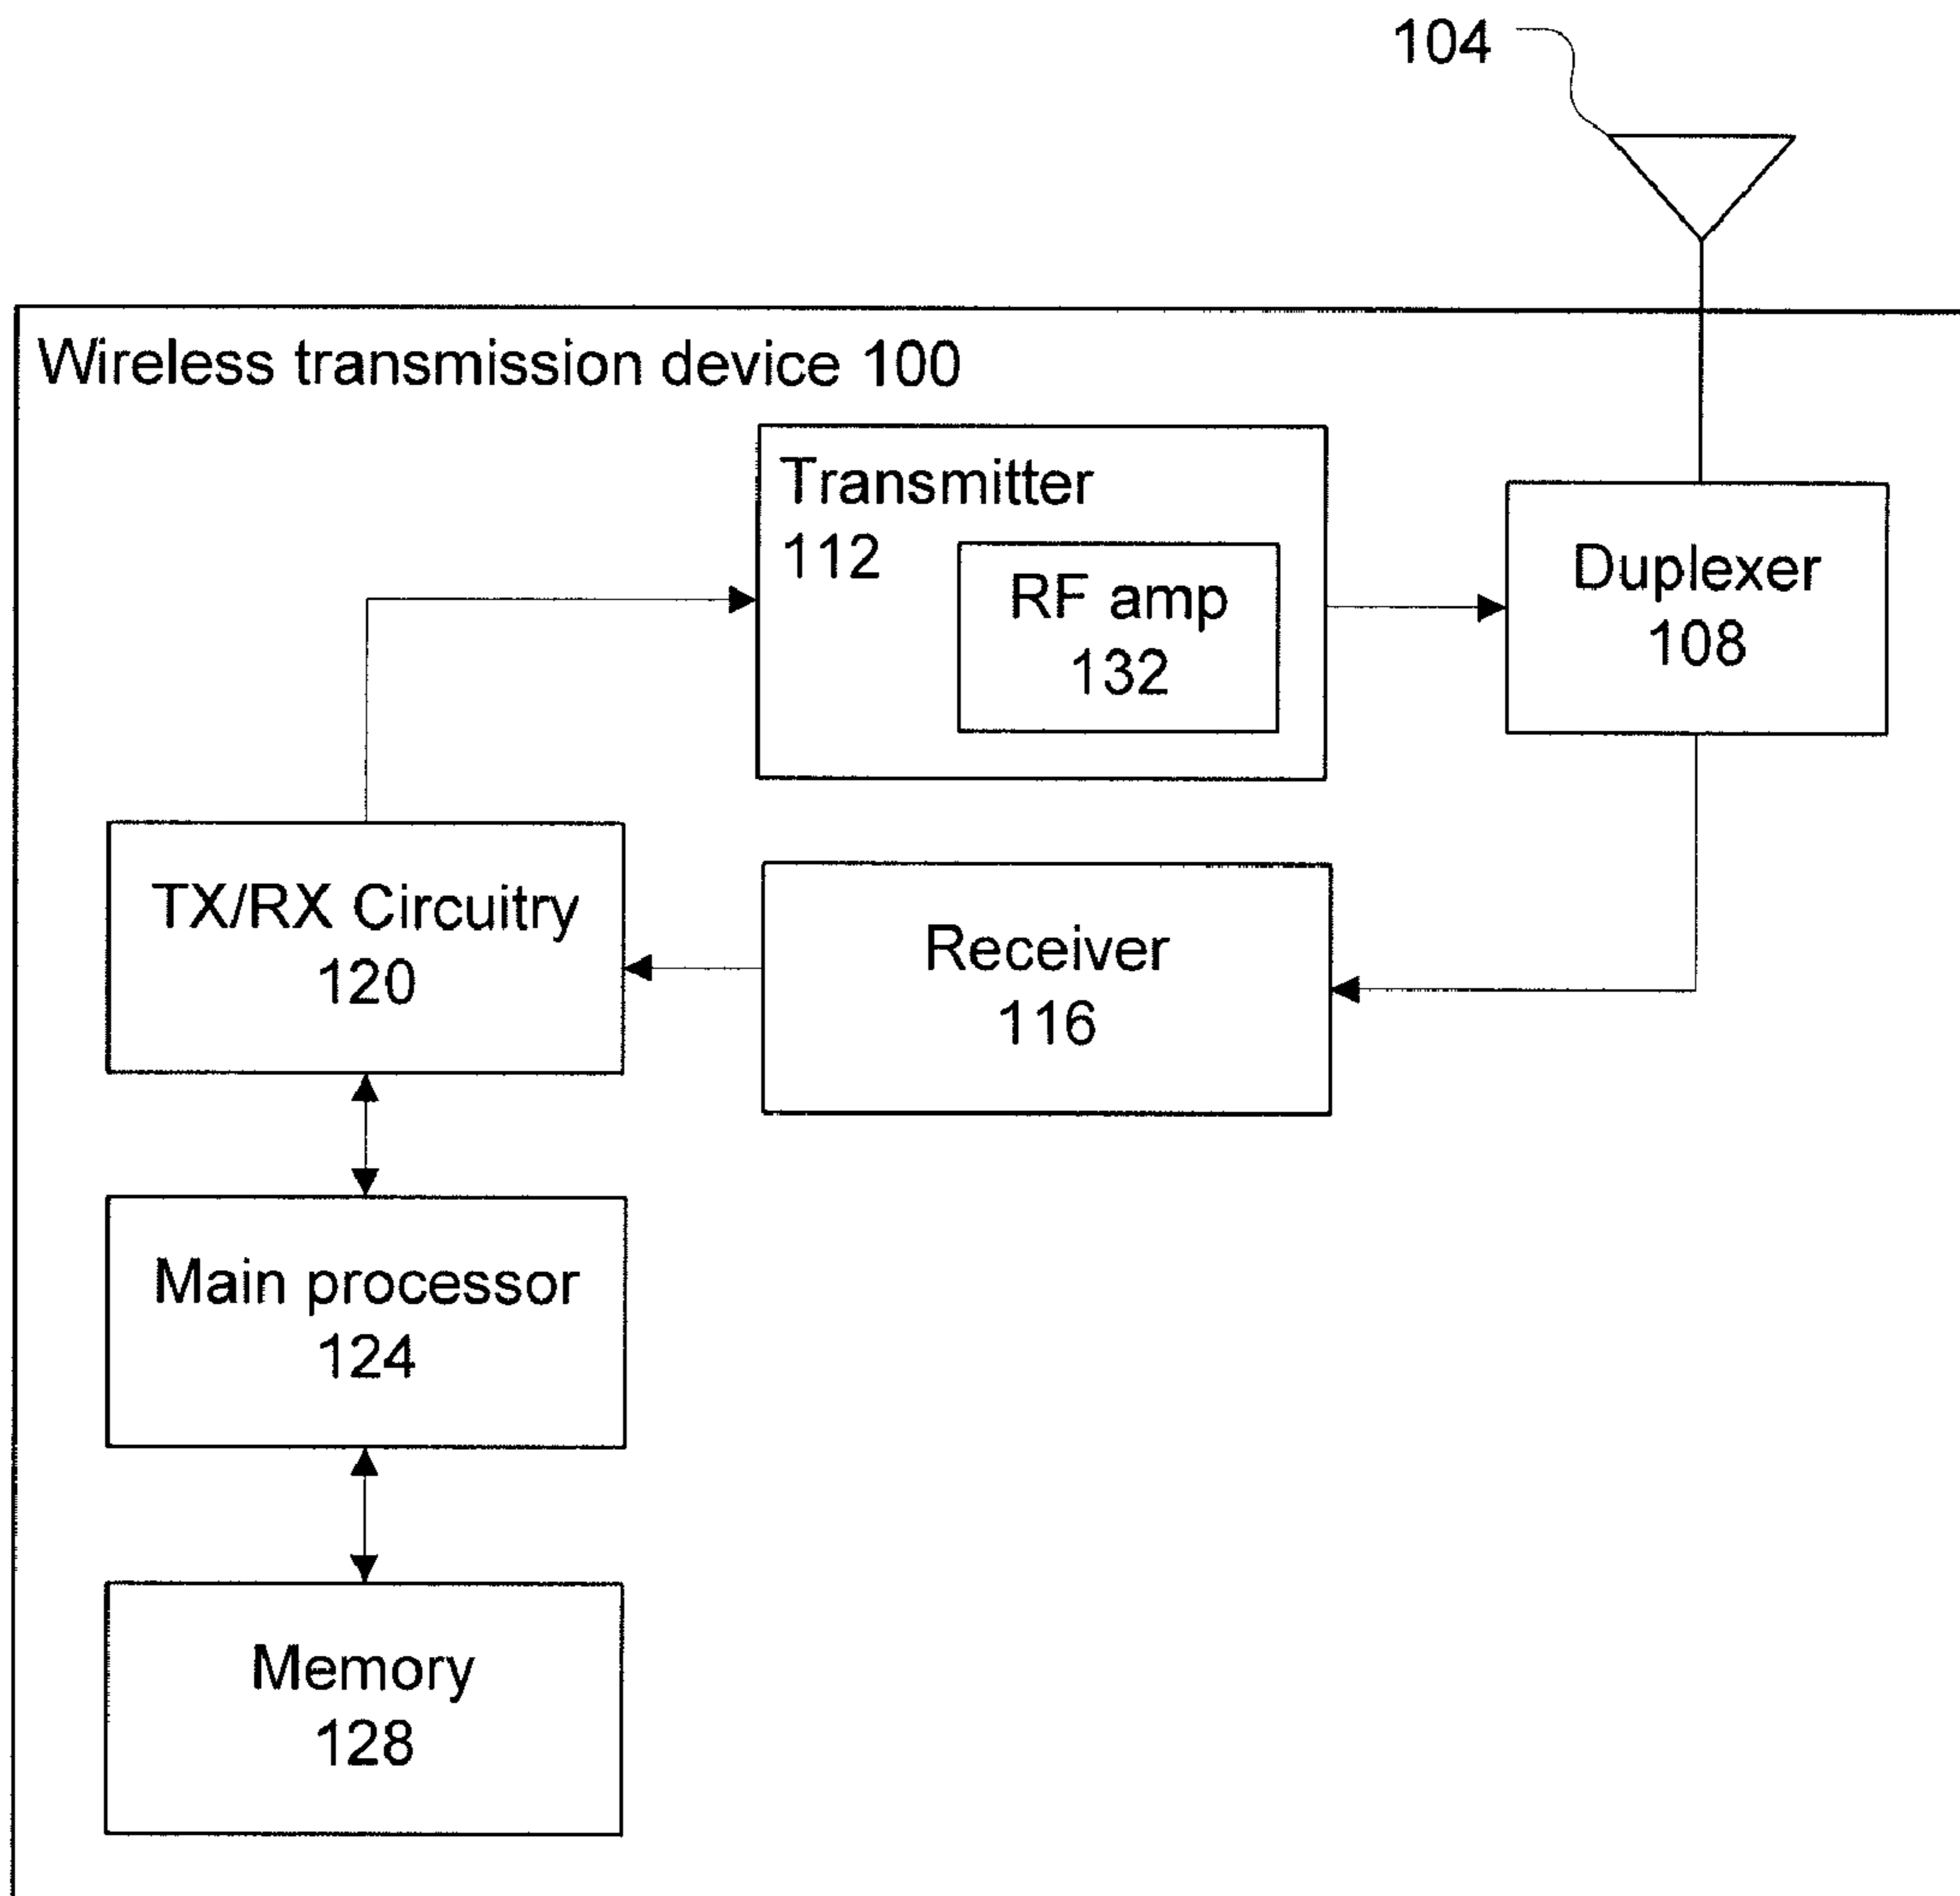 104
Wireless transmission device 100
Transmitter
112
RF amp
132
Duplexer
108
TX/RX Circuitry
120
Receiver
116
Main processor
124
Memory
128